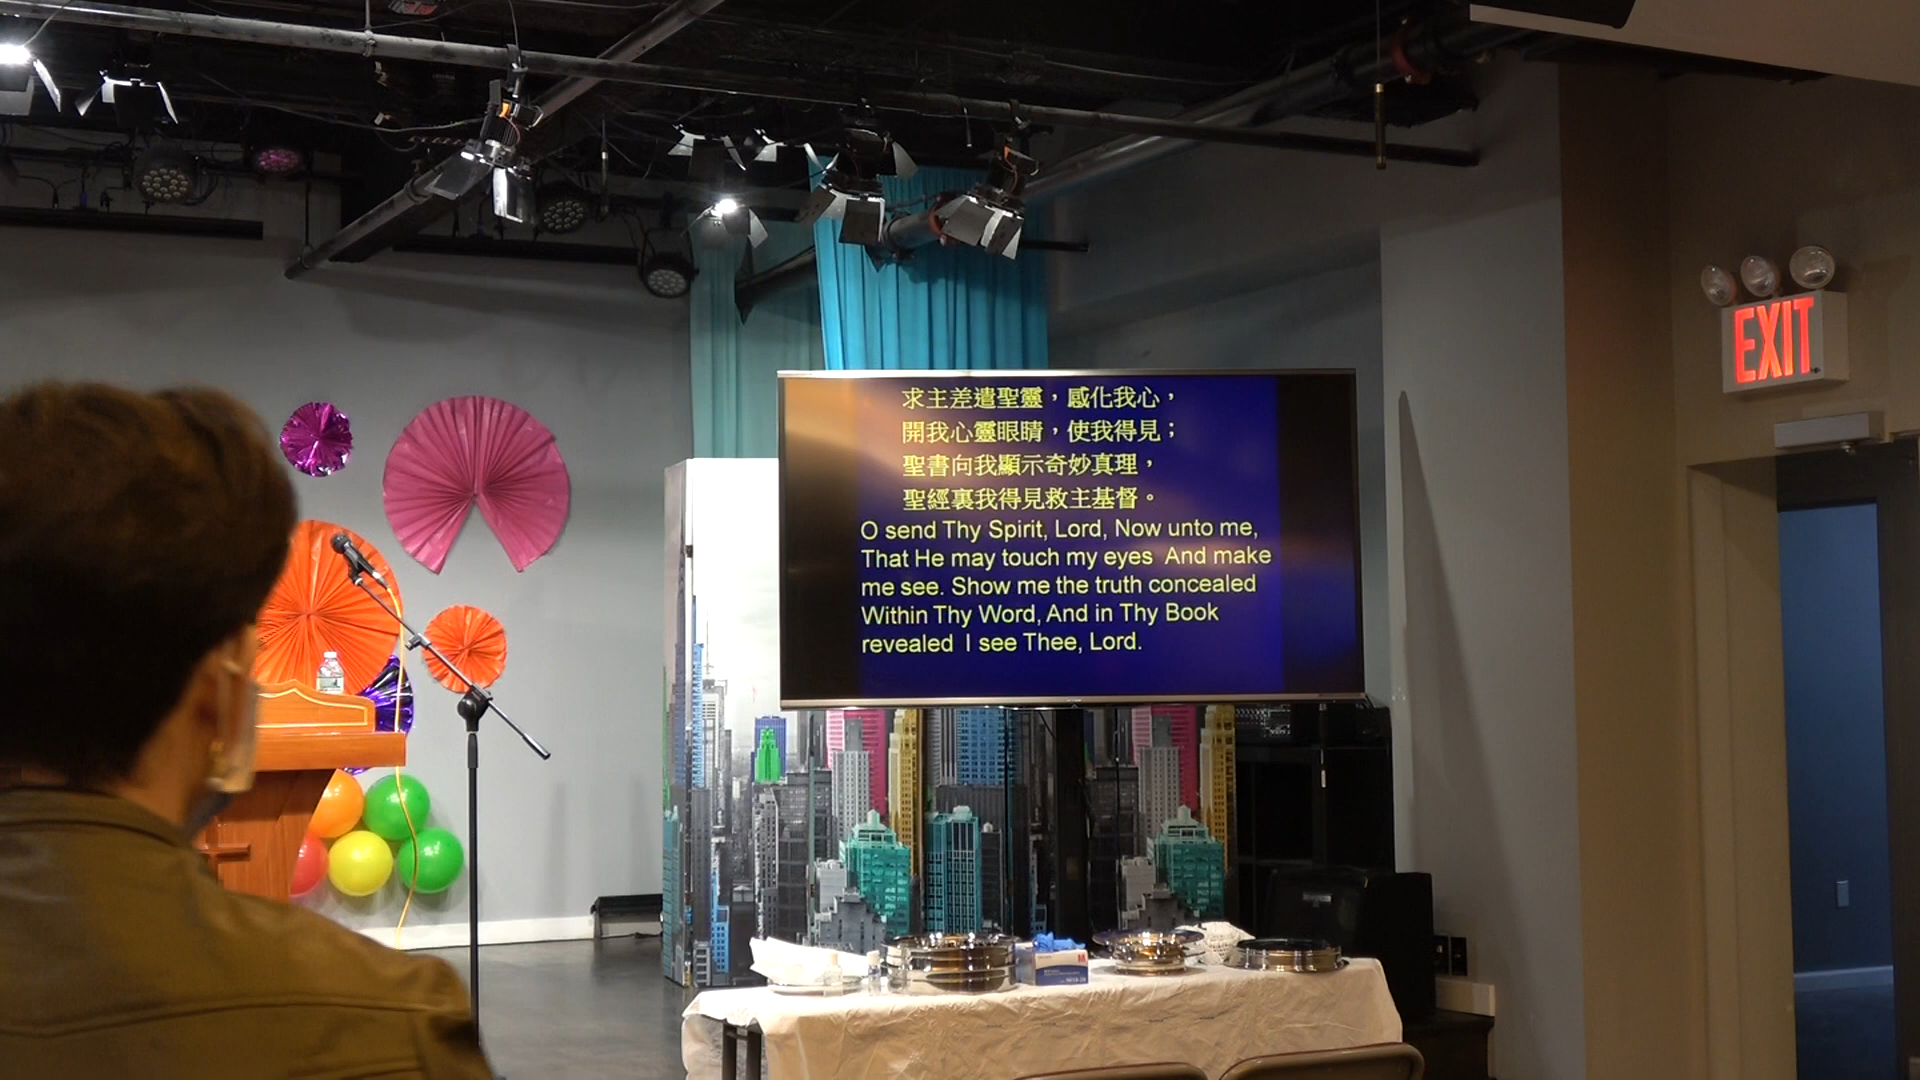 求主差遣聖靈，感化我心，
開我心靈眼睛，使我得見；
聖書向我顯示奇妙真理，
聖經裏我得見救主基督。
O send Thy Spirit, Lord, Now unto me,
That He may touch my eyes And make
me see. Show me the truth concealed
Within Thy Word, And in Thy Book
revealed I see Thee, Lord.
EXIT